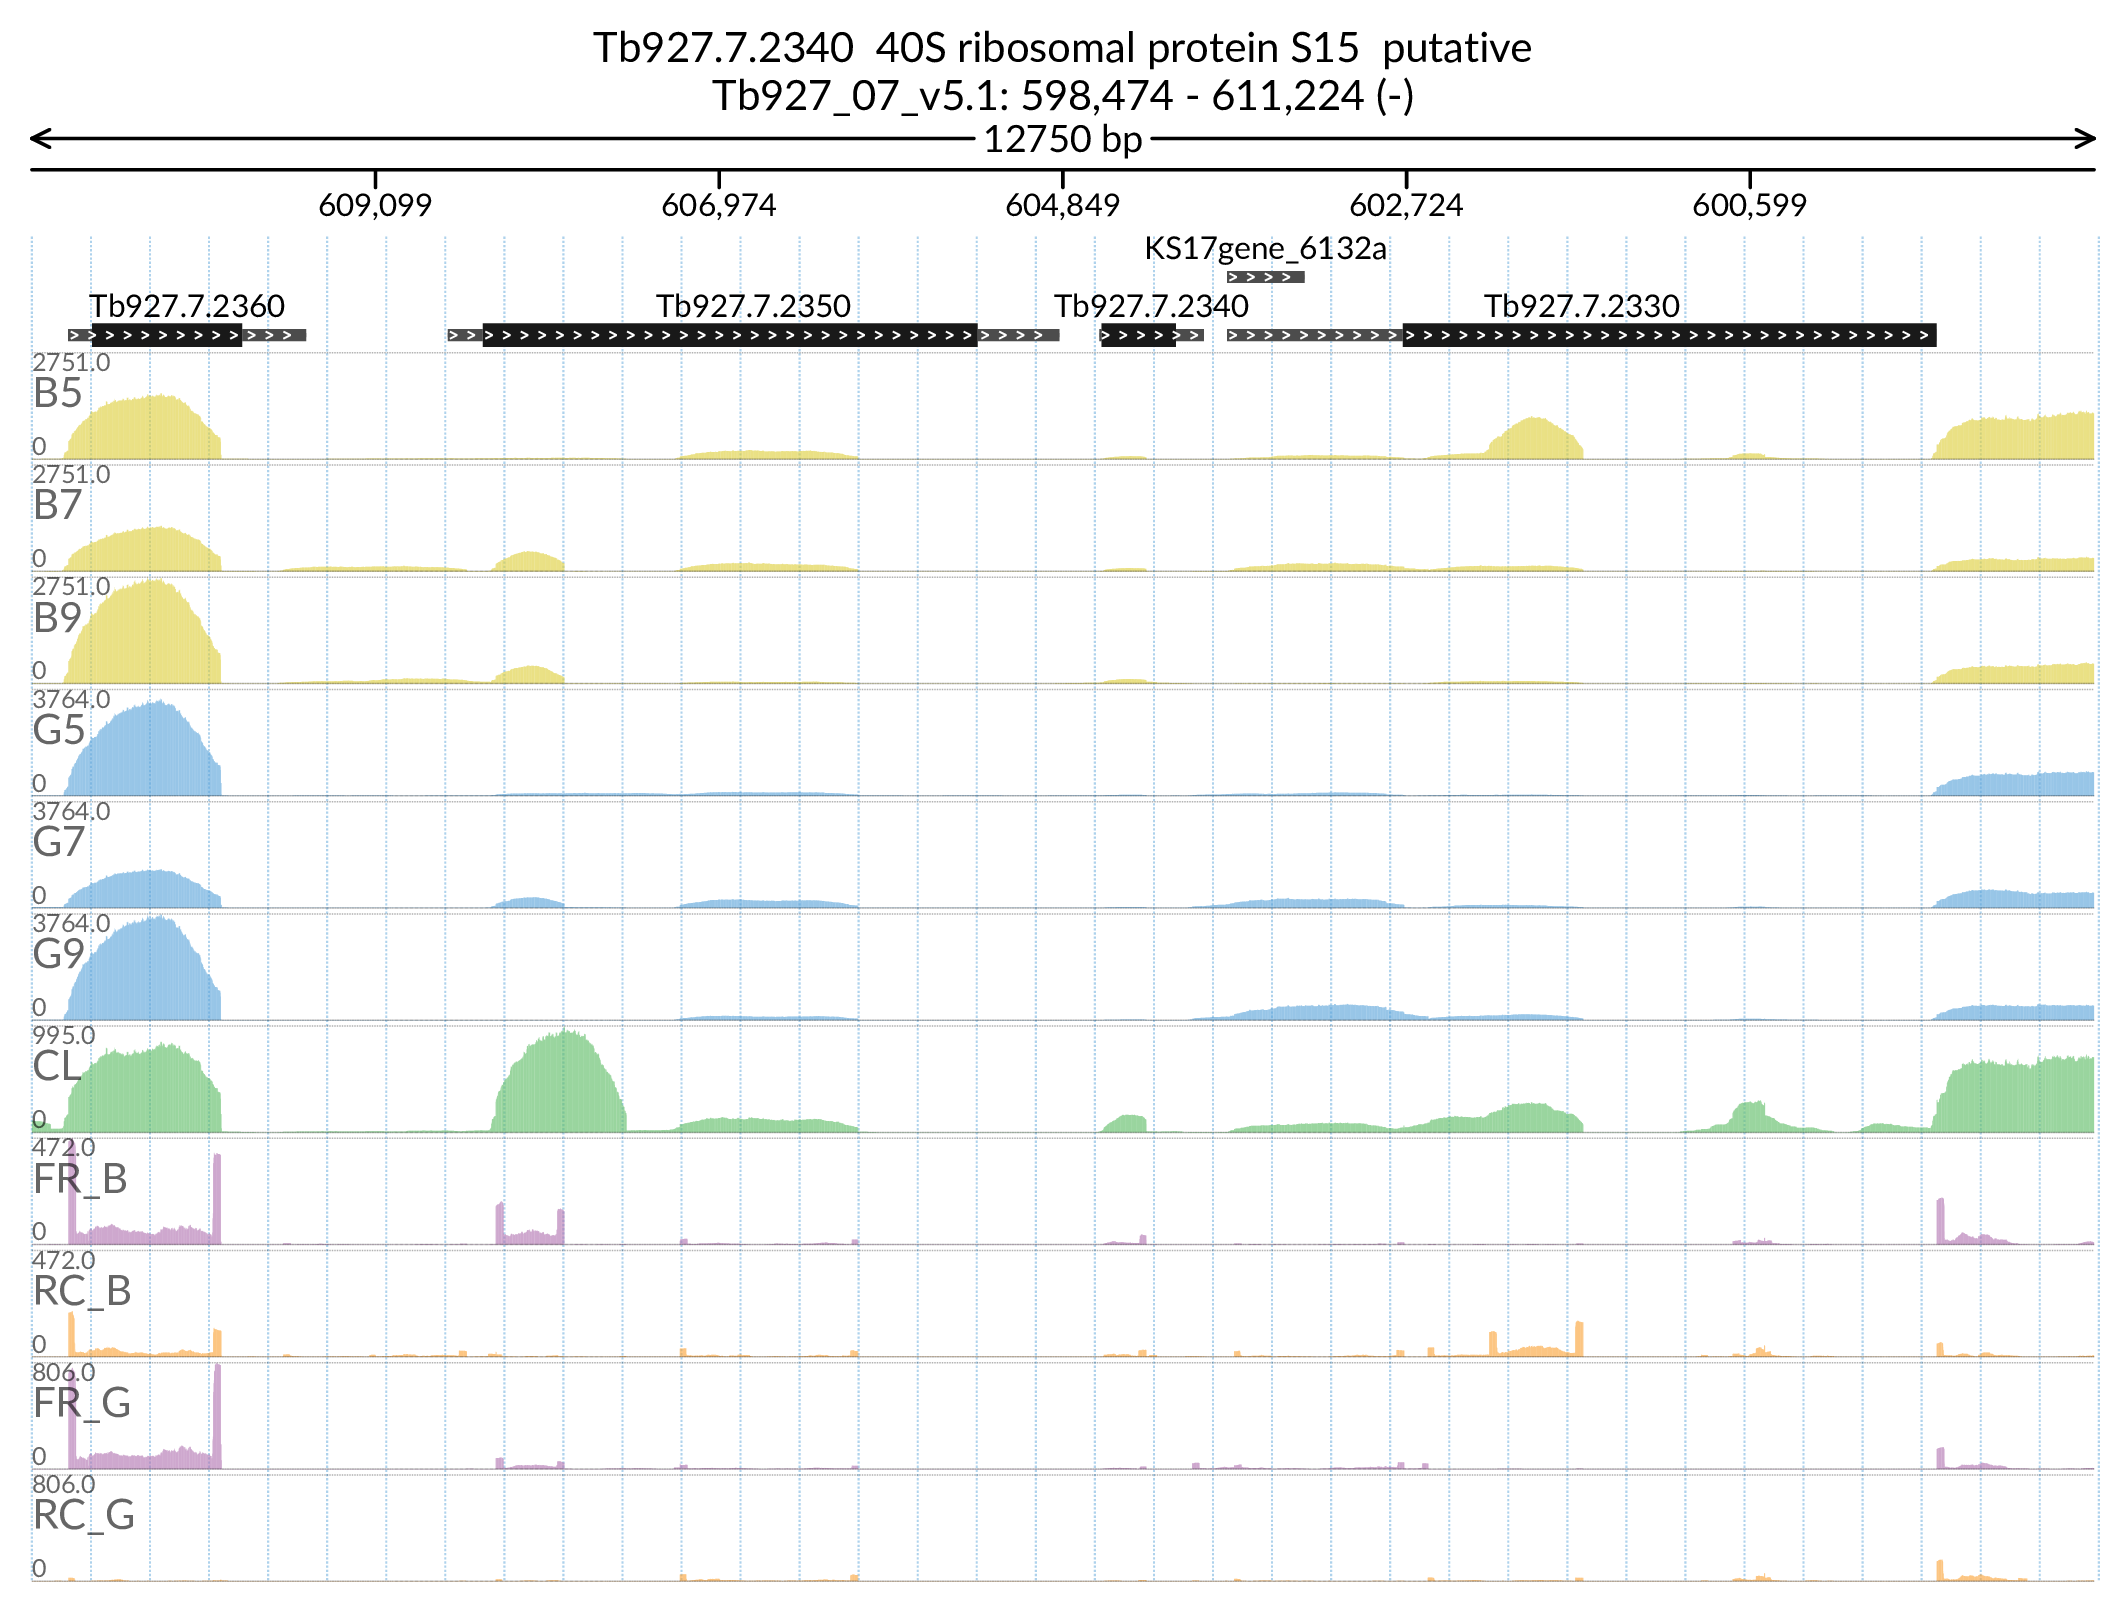 Tb927.7.2340 40S ribosomal protein S15 putative
Tb927_07_v5.1: 598,474 - 611,224 (-)
12750 bp
609,099 606,974 604,849 602,724 600,599
KS17gene_6132a
Tb927.7.2360 Tb927.7.2350 Tb927.7.2340 Tb927.7.2330
2751.0
B5
0
2751.0
B7
0
2751.0
B9
0
3764.0
G5
0
3764.0
G7
0
3764.0
G9
0
995.0
CL
0
472.0
FR_B
0
472.0
RC_B
0
806.0
FR_G
0
806.0
RC_G
0